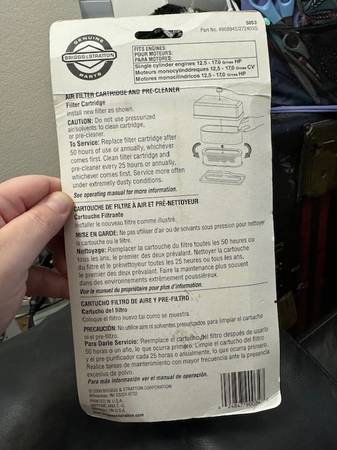 5053
Part No. 
GENUINE
BRIGGS & STRATTON
PARTS
FITS ENGINES:
POUR MOTEURS:
PARA MOTORES:
Single cylinder engines 12.5 - 17.0 Gross HP
Moteurs monocylindriques 12.5 - 17.0 Gross CV
Motores monocilíndricos 12.5 - 17.0 Gross HP
AIR FILTER CARTRIDGE AND PRE-CLEANER
Filter Cartridge
Install new filter as shown.
CAUTION: Do not use pressurized
air/solvents to clean cartridge,
or pre-cleaner.
To Service: Replace filter cartridge after
50 hours of use or annually, whichever
comes first. Clean filter cartridge and
pre-cleaner every 25 hours or annually,
whichever comes first. Service more often
under extremely dusty conditions.
See operating manual for more information.
CARTOUCHE DE FILTRE À AIR ET PRÉ-NETTOYEUR
Cartouche Filtrante
Installer le nouveau filtre comme illustré.
MISE EN GARDE: Ne pas utiliser d'air ou de solvants sous pression pour nettoyer
la cartouche ou le filtre.
Nettoyage: Remplacer la cartouche du filtre toutes les 50 heures ou
tous les ans, le premier des deux prévalant. Nettoyer la cartouche
du filtre et le prénettoyeur toutes les 25 heures ou tous les ans,
le premier des deux prévalant. Faire la maintenance plus souvent
dans des environnements extrêmement poussiéreux.
Voir le manuel du propriétaire pour plus d'information.
CARTUCHO FILTRO DE AIRE Y PRE-FILTRO
Cartucho del filtro
Coloque el filtro nuevo tal como se muestra.
PRECAUCIÓN: No utilice aire ni solventes presurizados para limpiar el cartucho
ni el pre-filtro.
Para Darle Servicio: Reemplace el cartucho del filtro después de usarlo
50 horas o un año, lo que ocurra primero. Limpie el cartucho del filtro
y el pre-purificador cada 25 horas o anualmente, lo que ocurra primero.
Realice tareas de mantenimiento con mayor frecuencia ante la presencia
excesiva de polvo.
Para más información ver el manual de operación.
BRIGGS & STRATTON CORPORATION